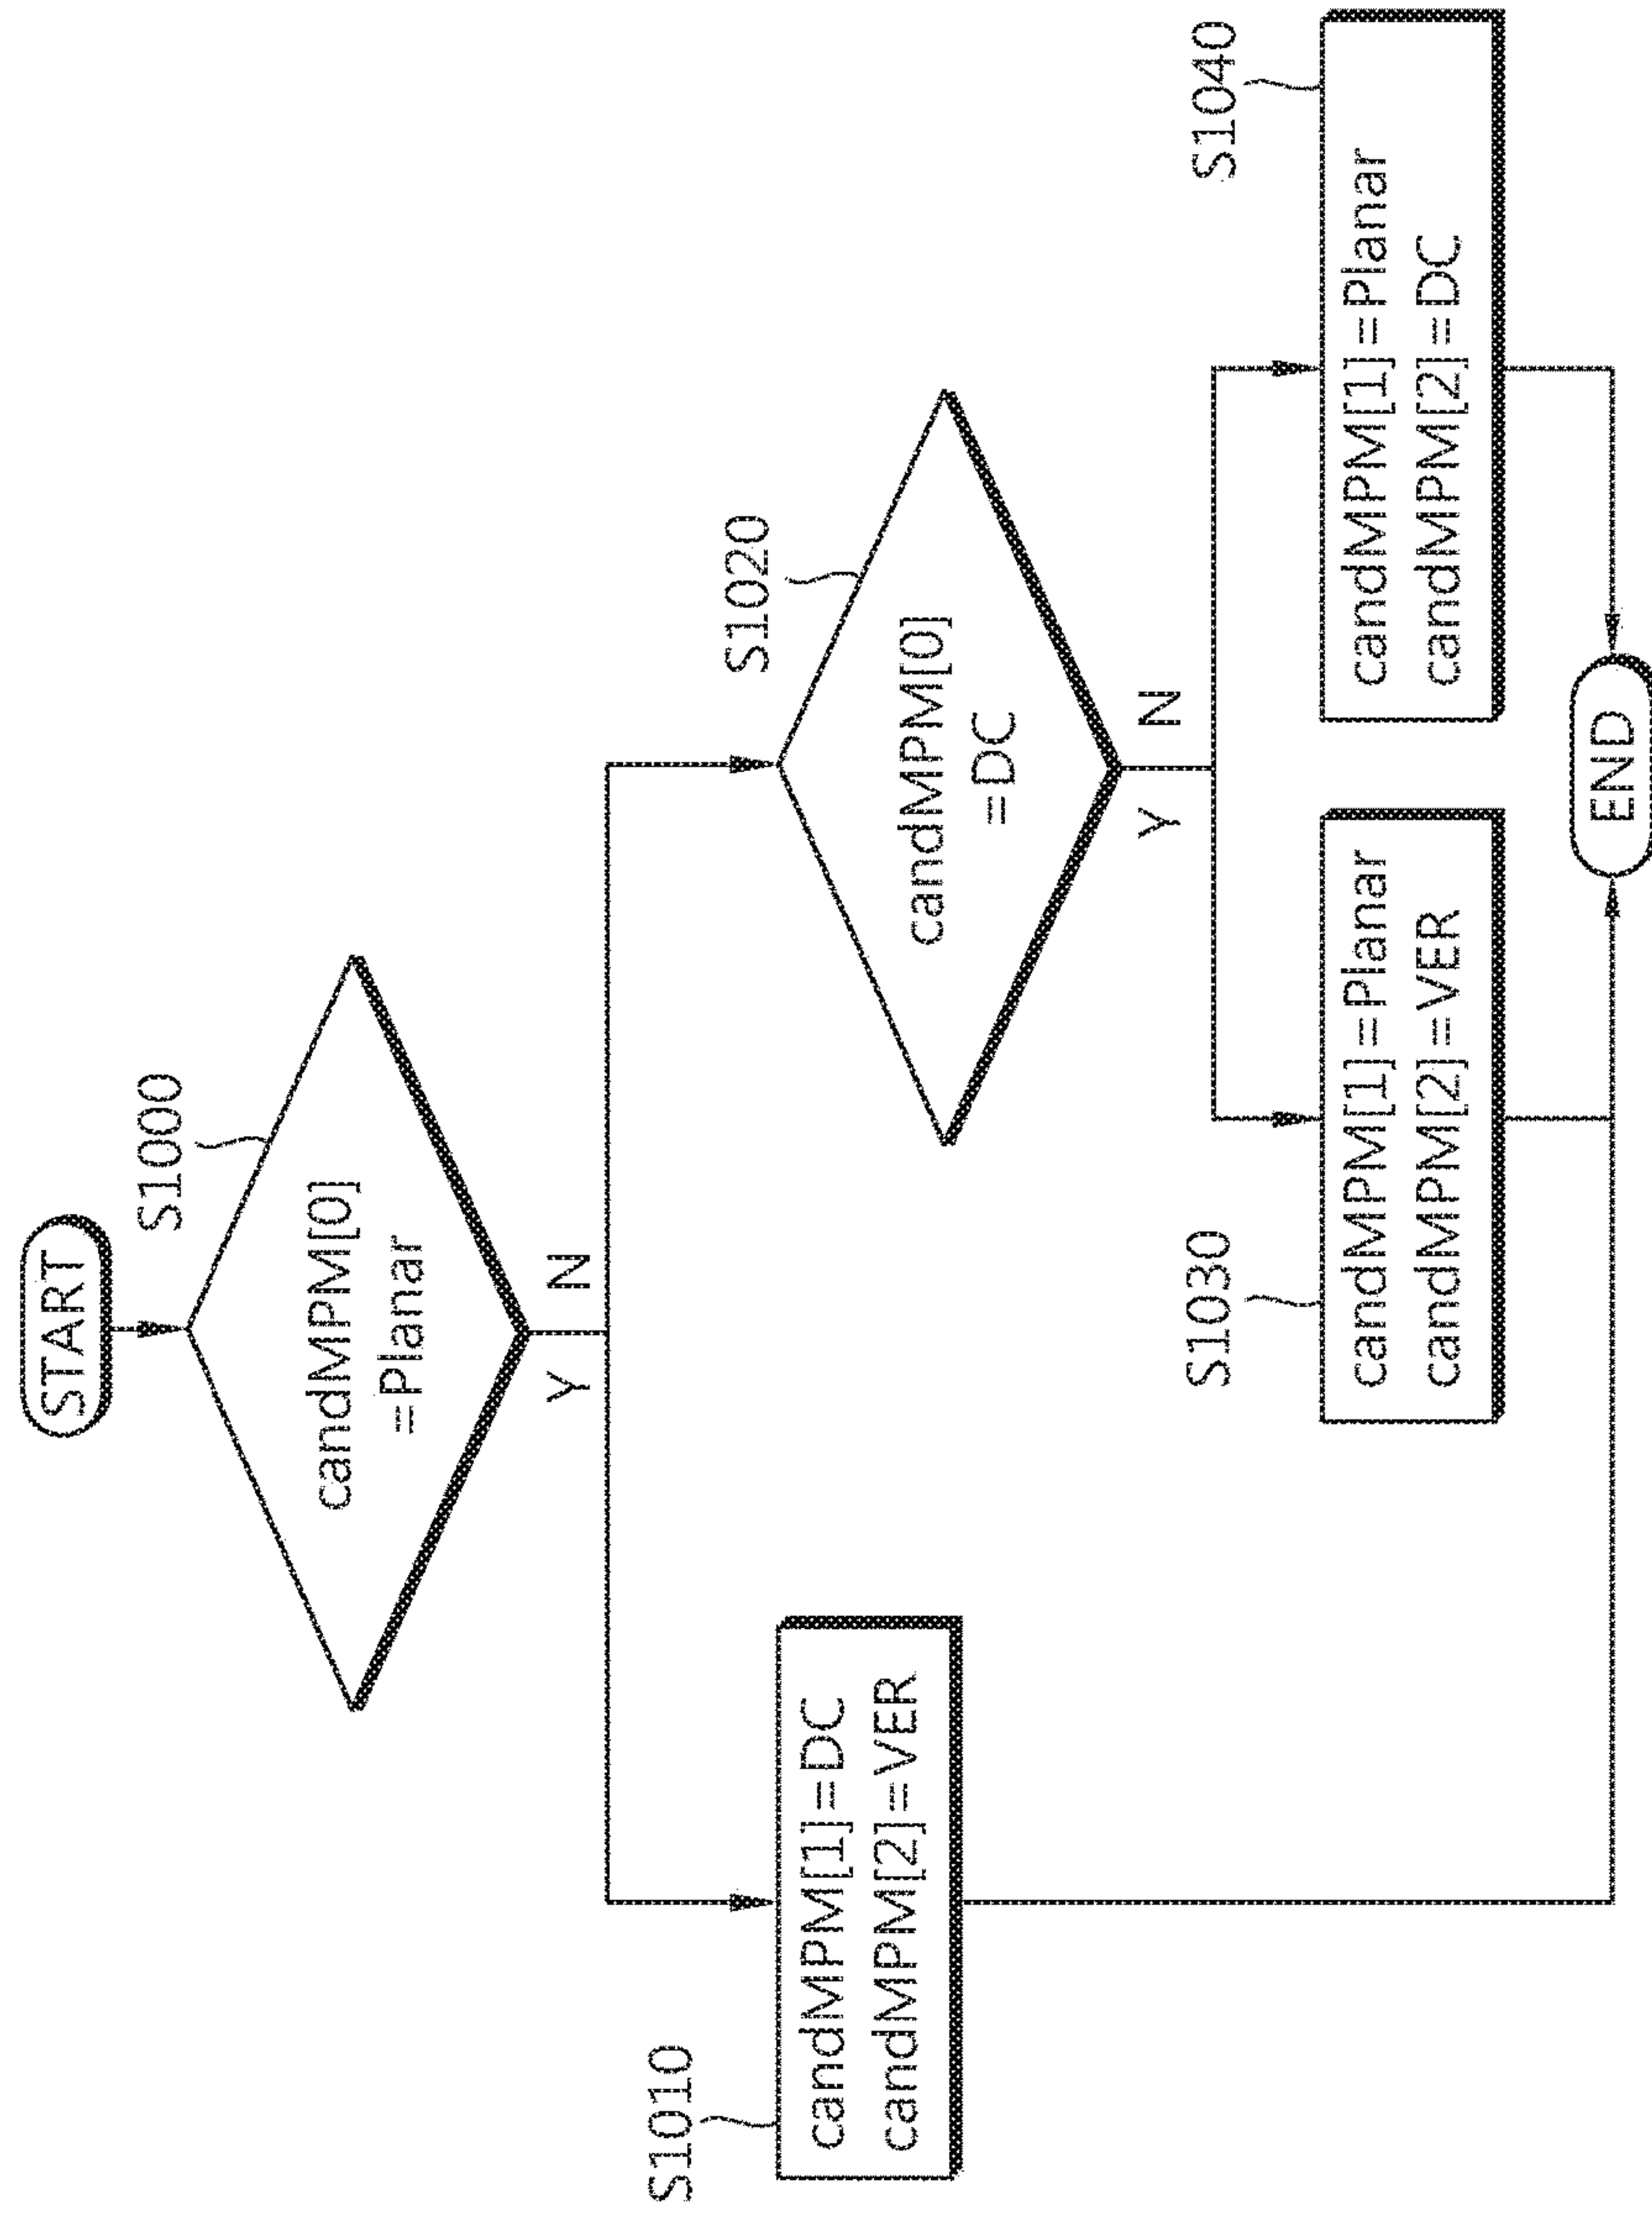 START
S1000
candMPM[0]
=Planar
Y
N
S1010
candMPM[1]=DC
candMPM[2]=VER
S1020
candMPM[0]
=DC
Y
N
S1030
candMPM[1]=Planar
candMPM[2]=VER
S1040
candMPM[1]=Planar
candMPM[2]=DC
END